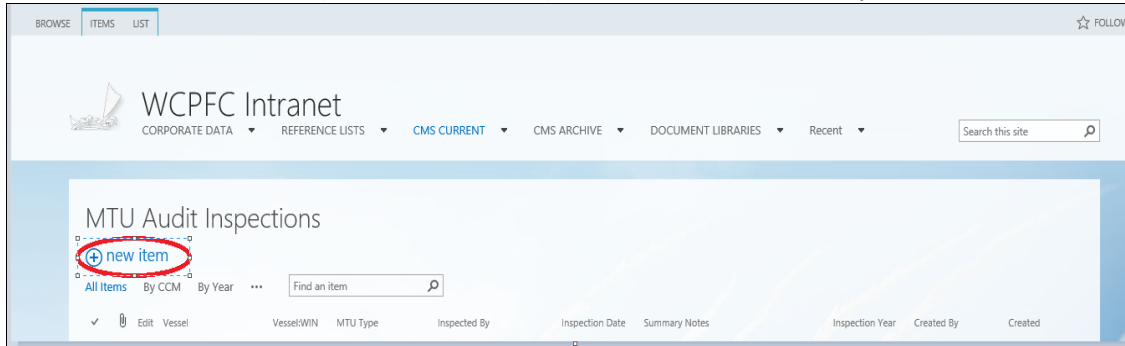 BROWSE ITEMS LIST FOLLOW
WCPFC Intranet
CORPORATE DATA REFERENCE LISTS CMS CURRENT CMS ARCHIVE DOCUMENT LIBRARIES Recent Search this site
MTU Audit Inspections
new item
All Items By CCM By Year ••• Find an item
Edit Vessel Vessel:WIN MTU Type Inspected By Inspection Date Summary Notes Inspection Year Created By Created